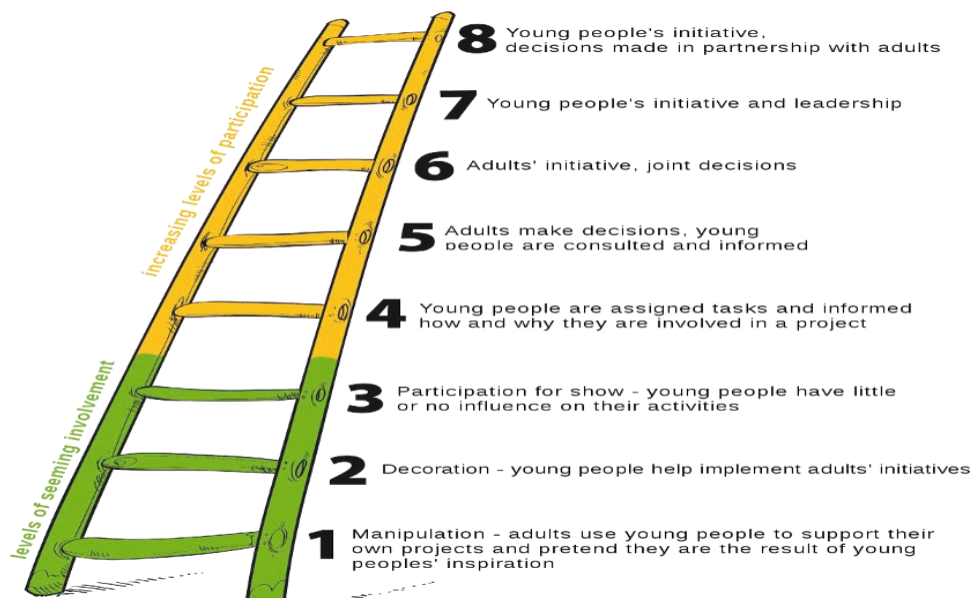 8 Young people's initiative,
decisions made in partnership with adults
7 Young people's initiative and leadership
6 Adults' initiative, joint decisions
5 Adults make decisions, young
people are consulted and informed
4 Young people are assigned tasks and informed
how and why they are involved in a project
3 Participation for show - young people have little
or no influence on their activities
2 Decoration - young people help implement adults' initiatives
1 Manipulation - adults use young people to support their
own projects and pretend they are the result of young
peoples' inspiration
increasing levels of participation
levels of seeming involvement